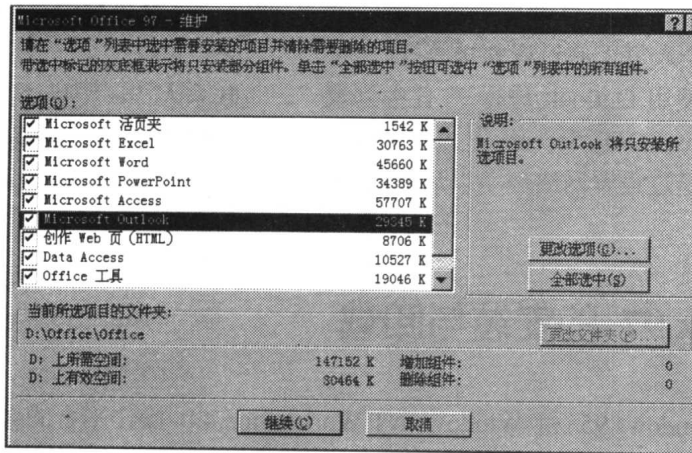 Microsoft Office 97 - 维护
请在“选项”列表中选中需要安装的项目并清除需要删除的项目。
带选中标记的灰底框表示将只安装部分组件。单击“全部选中”按钮可选中“选项”列表中的所有组件。
选项(O):
Microsoft 活页夹 1542 K
Microsoft Excel 30763 K
Microsoft Word 45660 K
Microsoft PowerPoint 34389 K
Microsoft Access 57707 K
Microsoft Outlook 29345 K
创作 Web 页(HTML) 8706 K
Data Access 10527 K
Office 工具 19046 K
说明:
Microsoft Outlook 将只安装所
选项目。
更改选项(G)...
全部选中(S)
当前所选项目的文件夹:
D:\Office\Office
更改文件夹(P)...
D: 上所需空间: 147152 K 增加组件: 0
D: 上有效空间: 30464 K 删除组件: 0
继续(C) 取消